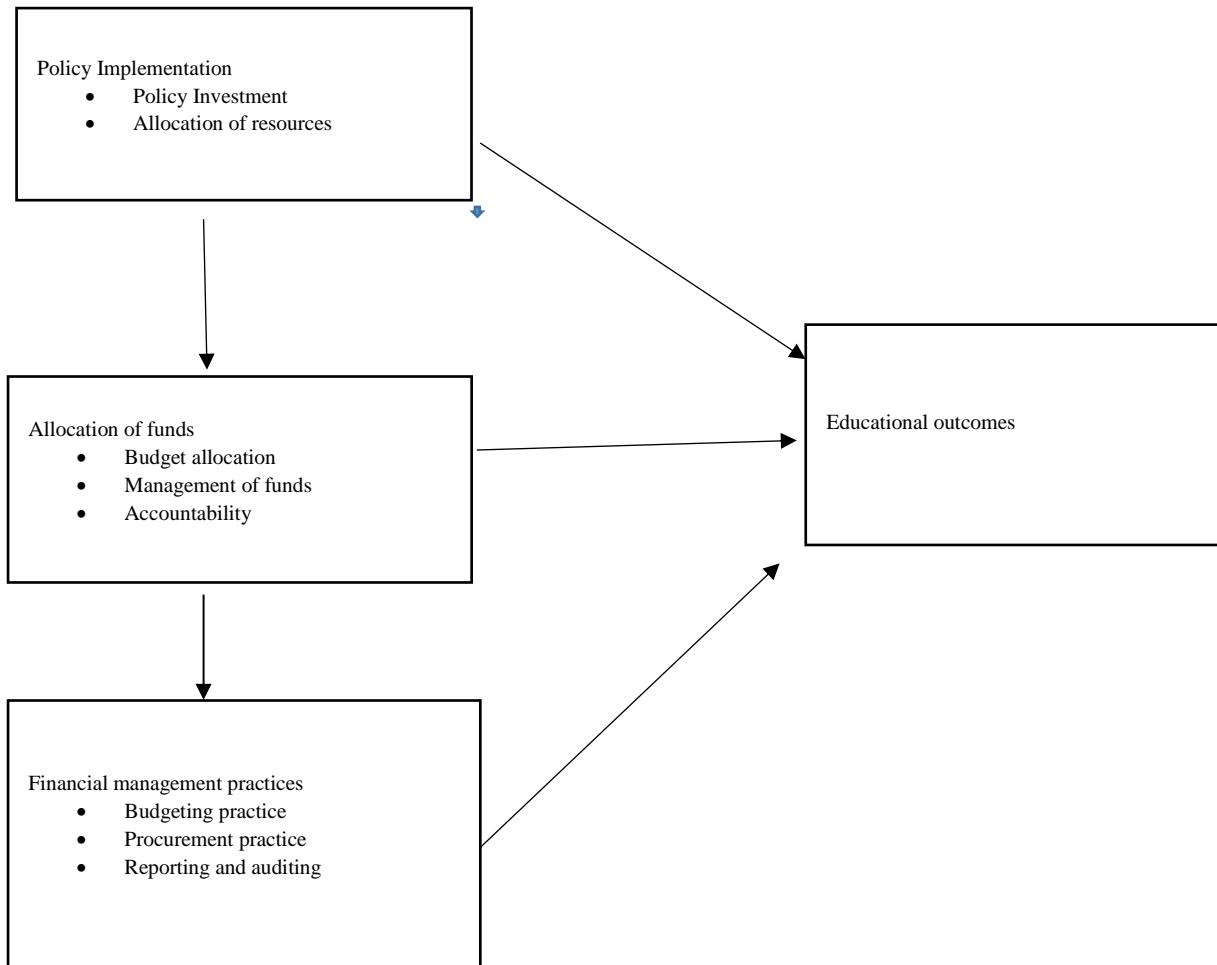 Policy Implementation
• Policy Investment
• Allocation of resources
Allocation of funds
• Budget allocation
• Management of funds
• Accountability
Educational outcomes
Financial management practices
• Budgeting practice
• Procurement practice
• Reporting and auditing